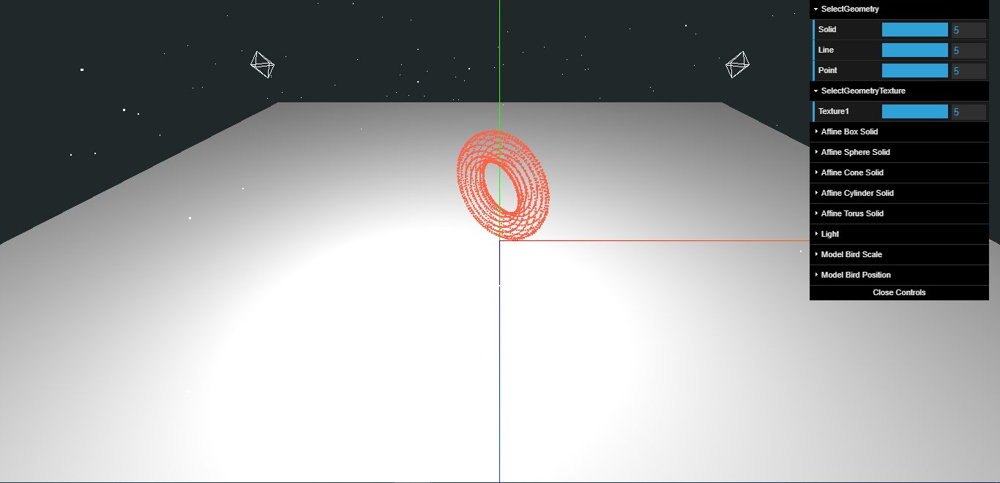 SelectGeometry
Solid 5
Line 5
Point 5
SelectGeometryTexture
Texture1 5
Affine Box Solid
Affine Sphere Solid
Affine Cone Solid
Affine Cylinder Solid
Affine Torus Solid
Light
Model Bird Scale
Model Bird Position
Close Controls